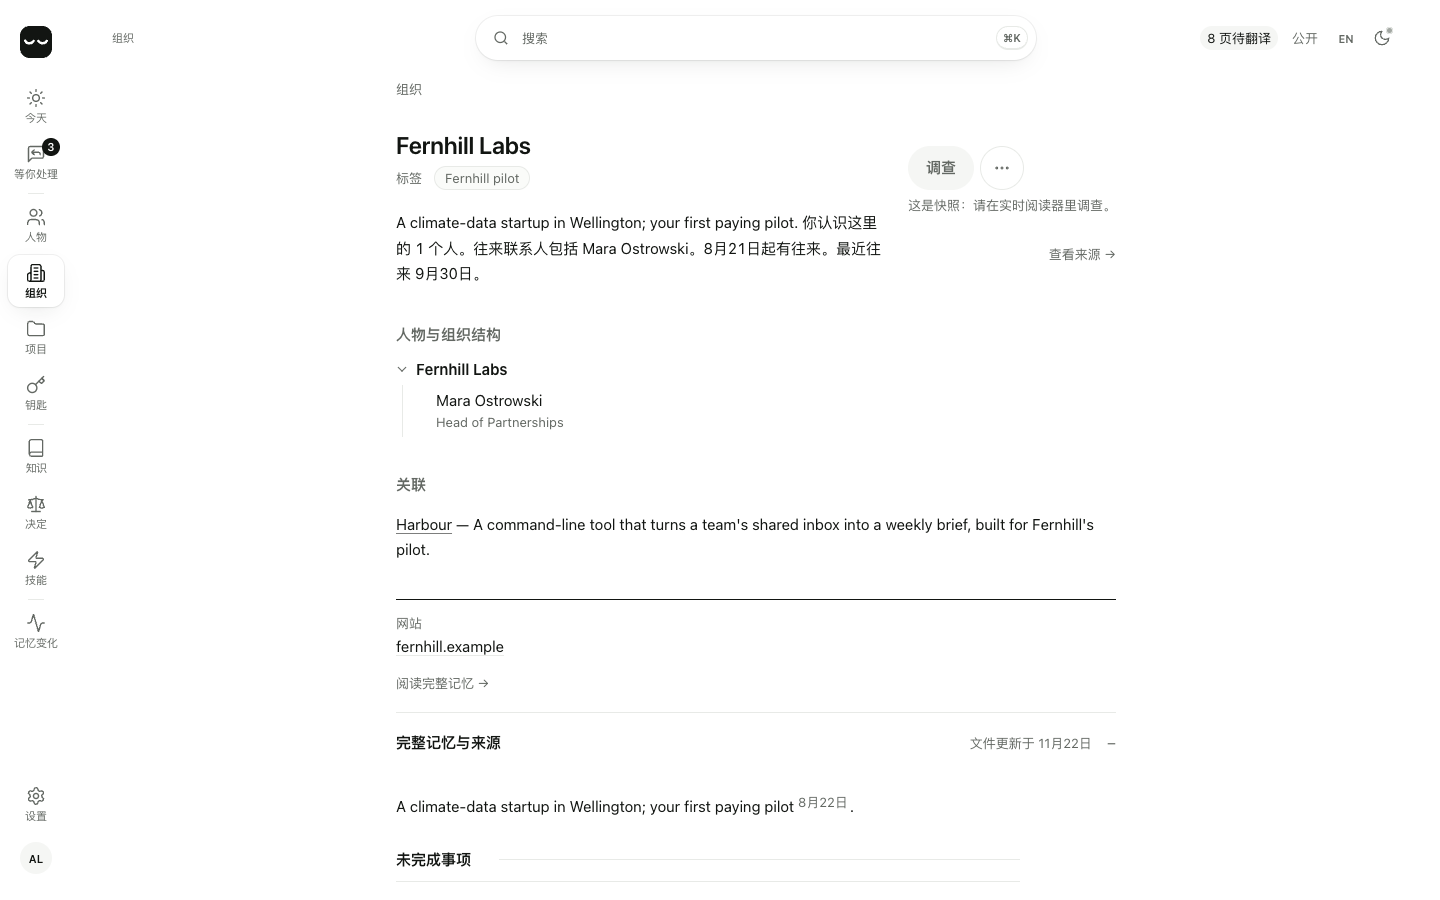 组织
搜索
⌘K
8 页待翻译
公开
EN
今天
3
等你处理
人物
组织
项目
钥匙
知识
决定
技能
记忆变化
设置
AL
组织
Fernhill Labs
标签
Fernhill pilot
A climate-data startup in Wellington; your first paying pilot. 你认识这里
的 1 个人。往来联系人包括 Mara Ostrowski。8月21日起有往来。最近往
来 9月30日。
调查
这是快照：请在实时阅读器里调查。
查看来源 →
人物与组织结构
Fernhill Labs
Mara Ostrowski
Head of Partnerships
关联
Harbour — A command-line tool that turns a team's shared inbox into a weekly brief, built for Fernhill's
pilot.
网站
fernhill.example
阅读完整记忆 →
完整记忆与来源
文件更新于 11月22日 –
A climate-data startup in Wellington; your first paying pilot 8月22日 .
未完成事项